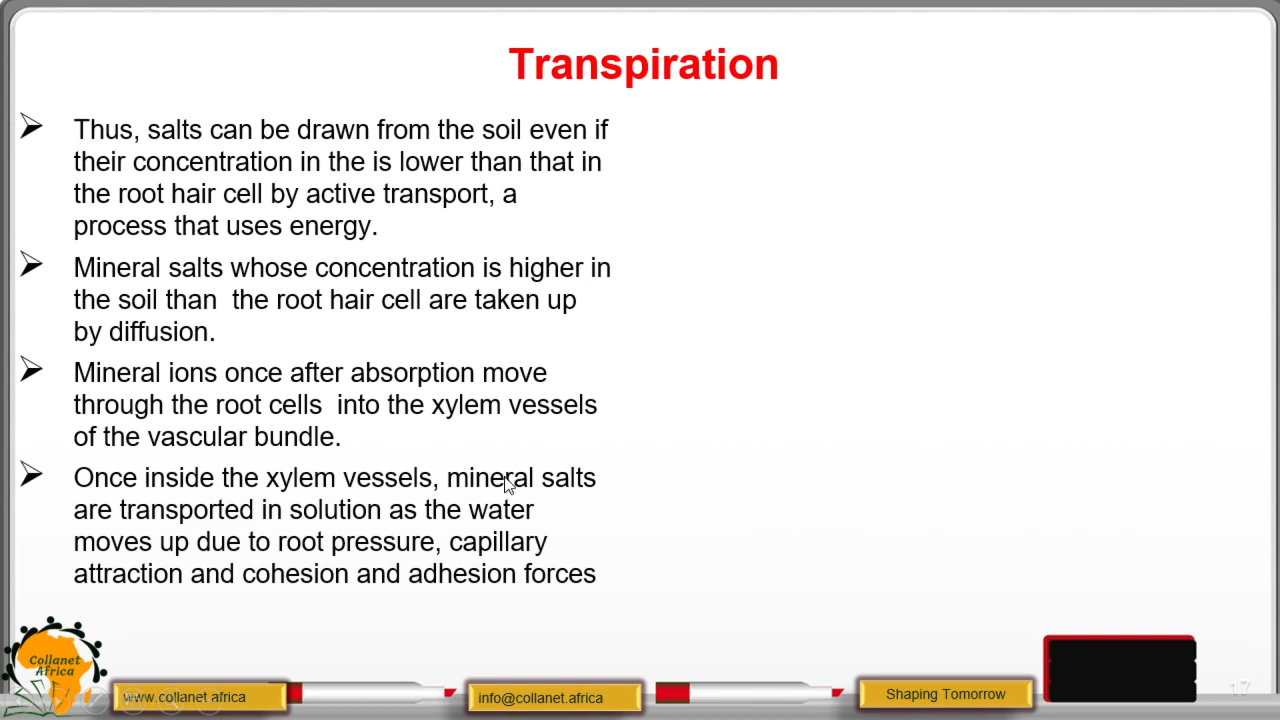 Transpiration
Thus, salts can be drawn from the soil even if
their concentration in the is lower than that in
the root hair cell by active transport, a
process that uses energy.
Mineral salts whose concentration is higher in
the soil than  the root hair cell are taken up
by diffusion.
Mineral ions once after absorption move
through the root cells  into the xylem vessels
of the vascular bundle.
Once inside the xylem vessels, mineral salts
are transported in solution as the water
moves up due to root pressure, capillary
attraction and cohesion and adhesion forces
Collanet
Africa
www.collanet.africa
info@collanet.africa
Shaping Tomorrow
17